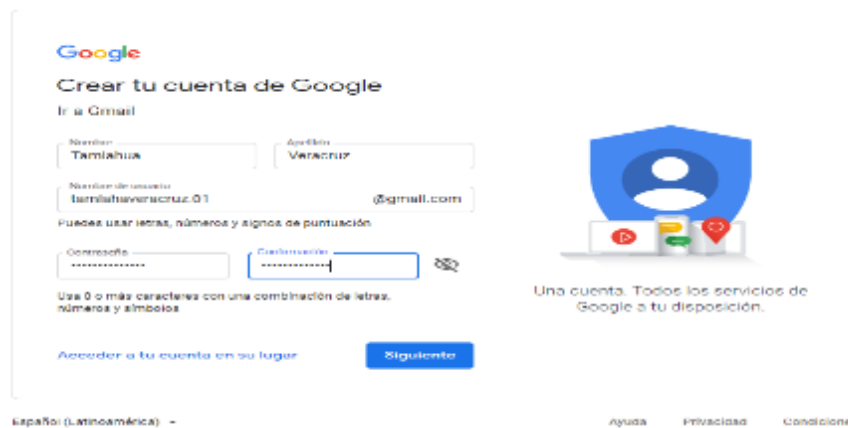 Google
Crear tu cuenta de Google
Ir a Gmail
Nombre
Apellido
Tamiahua
Veracruz
Nombre de usuario
tamiahaveracruz.01
@gmail.com
Puedes usar letras, números y signos de puntuación
Contraseña
Confirmación
Usa 8 o más caracteres con una combinación de letras,
números y símbolos
Una cuenta. Todos los servicios de
Google a tu disposición.
Acceder a tu cuenta en su lugar
Siguiente
Español (Latinoamérica)
Ayuda
Privacidad
Condicione